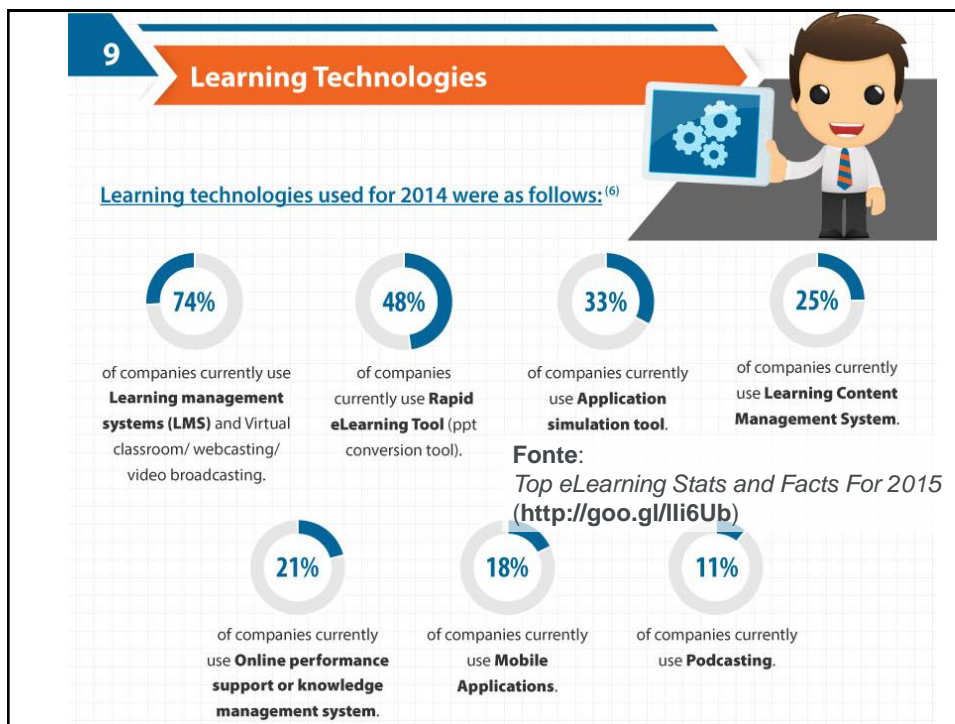 9
Learning Technologies
Learning technologies used for 2014 were as follows: (6)
74%
of companies currently use
Learning management
systems (LMS) and Virtual
classroom/ webcasting/
video broadcasting.
48%
of companies
currently use Rapid
eLearning Tool (ppt
conversion tool).
33%
of companies currently
use Application
simulation tool.
25%
of companies currently
use Learning Content
Management System.
Fonte:
Top eLearning Stats and Facts For 2015
(http://goo.gl/IIi6Ub)
21%
of companies currently
use Online performance
support or knowledge
management system.
18%
of companies currently
use Mobile
Applications.
11%
of companies currently
use Podcasting.